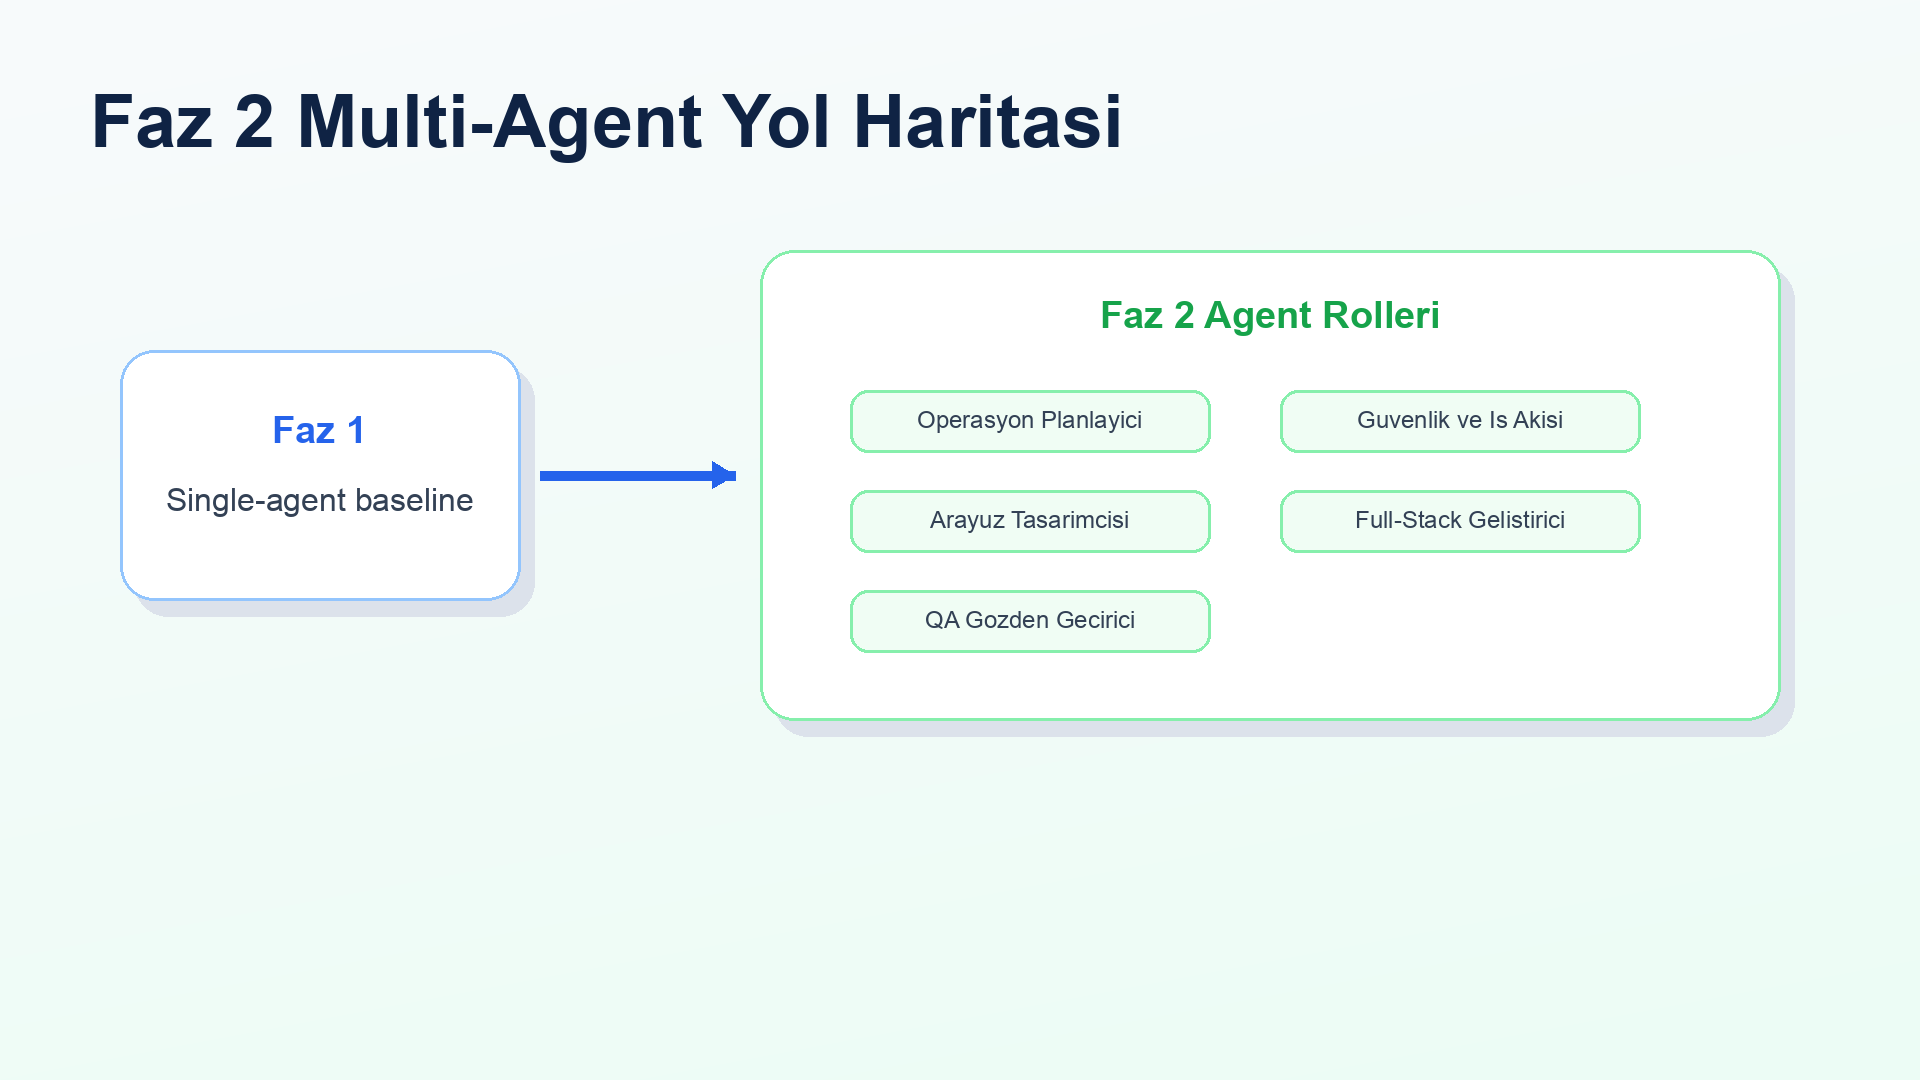 Faz 2 Multi-Agent Yol Haritasi
Faz 1
Single-agent baseline
Faz 2 Agent Rolleri
Operasyon Planlayici
Guvenlik ve Is Akisi
Arayuz Tasarimcisi
Full-Stack Gelistirici
QA Gozden Gecirici